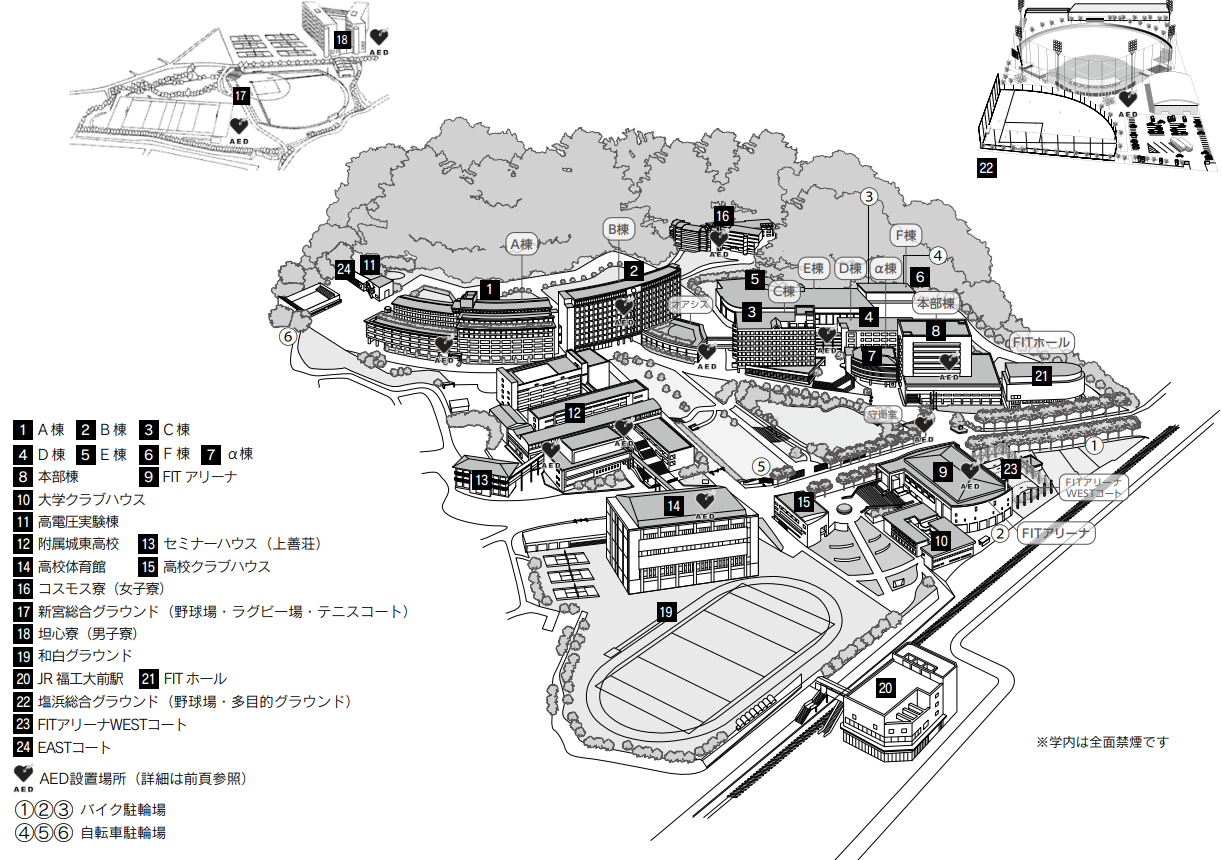 18
AED
17
AED
AED
22
16
AED
③
B棟
A棟
F棟
④
24
11
2
5
E棟
D棟
α棟
6
1
C棟
オアシス
3
4
本部棟
8
⑥
AED
AED
AED
AED
7
AED
FITホール
21
12
AED
AED
守衛室
AED
①
⑤
13
9
AED
23
FITアリーナ
WESTコート
14
AED
15
10
②
FITアリーナ
19
20
1 A棟 2 B棟 3 C棟
4 D棟 5 E棟 6 F棟 7 α棟
8 本部棟 9 FIT アリーナ
10 大学クラブハウス
11 高電圧実験棟
12 附属城東高校 13 セミナーハウス（上善荘）
14 高校体育館 15 高校クラブハウス
16 コスモス寮（女子寮）
17 新宮総合グラウンド（野球場・ラグビー場・テニスコート）
18 坦心寮（男子寮）
19 和白グラウンド
20 JR 福工大前駅 21 FIT ホール
22 塩浜総合グラウンド（野球場・多目的グラウンド）
23 FITアリーナWESTコート
24 EASTコート
AED AED設置場所（詳細は前頁参照）
①②③ バイク駐輪場
④⑤⑥ 自転車駐輪場
※学内は全面禁煙です